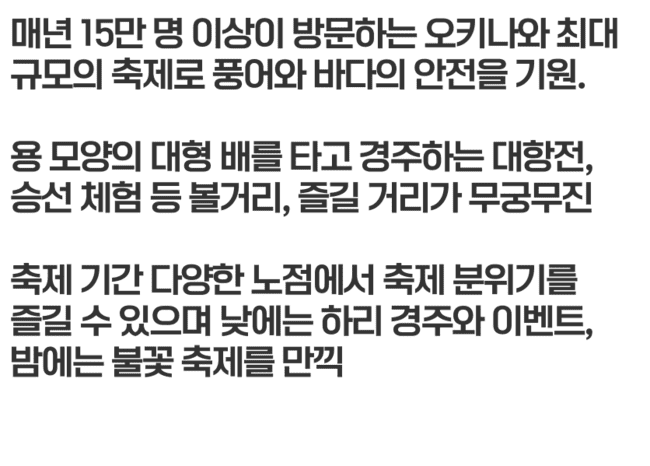 매년 15만 명 이상이 방문하는 오키나와 최대
규모의 축제로 풍어와 바다의 안전을 기원.
용 모양의 대형 배를 타고 경주하는 대항전,
승선 체험 등 볼거리, 즐길 거리가 무궁무진
축제 기간 다양한 노점에서 축제 분위기를
즐길 수 있으며 낮에는 하리 경주와 이벤트,
밤에는 불꽃 축제를 만끽